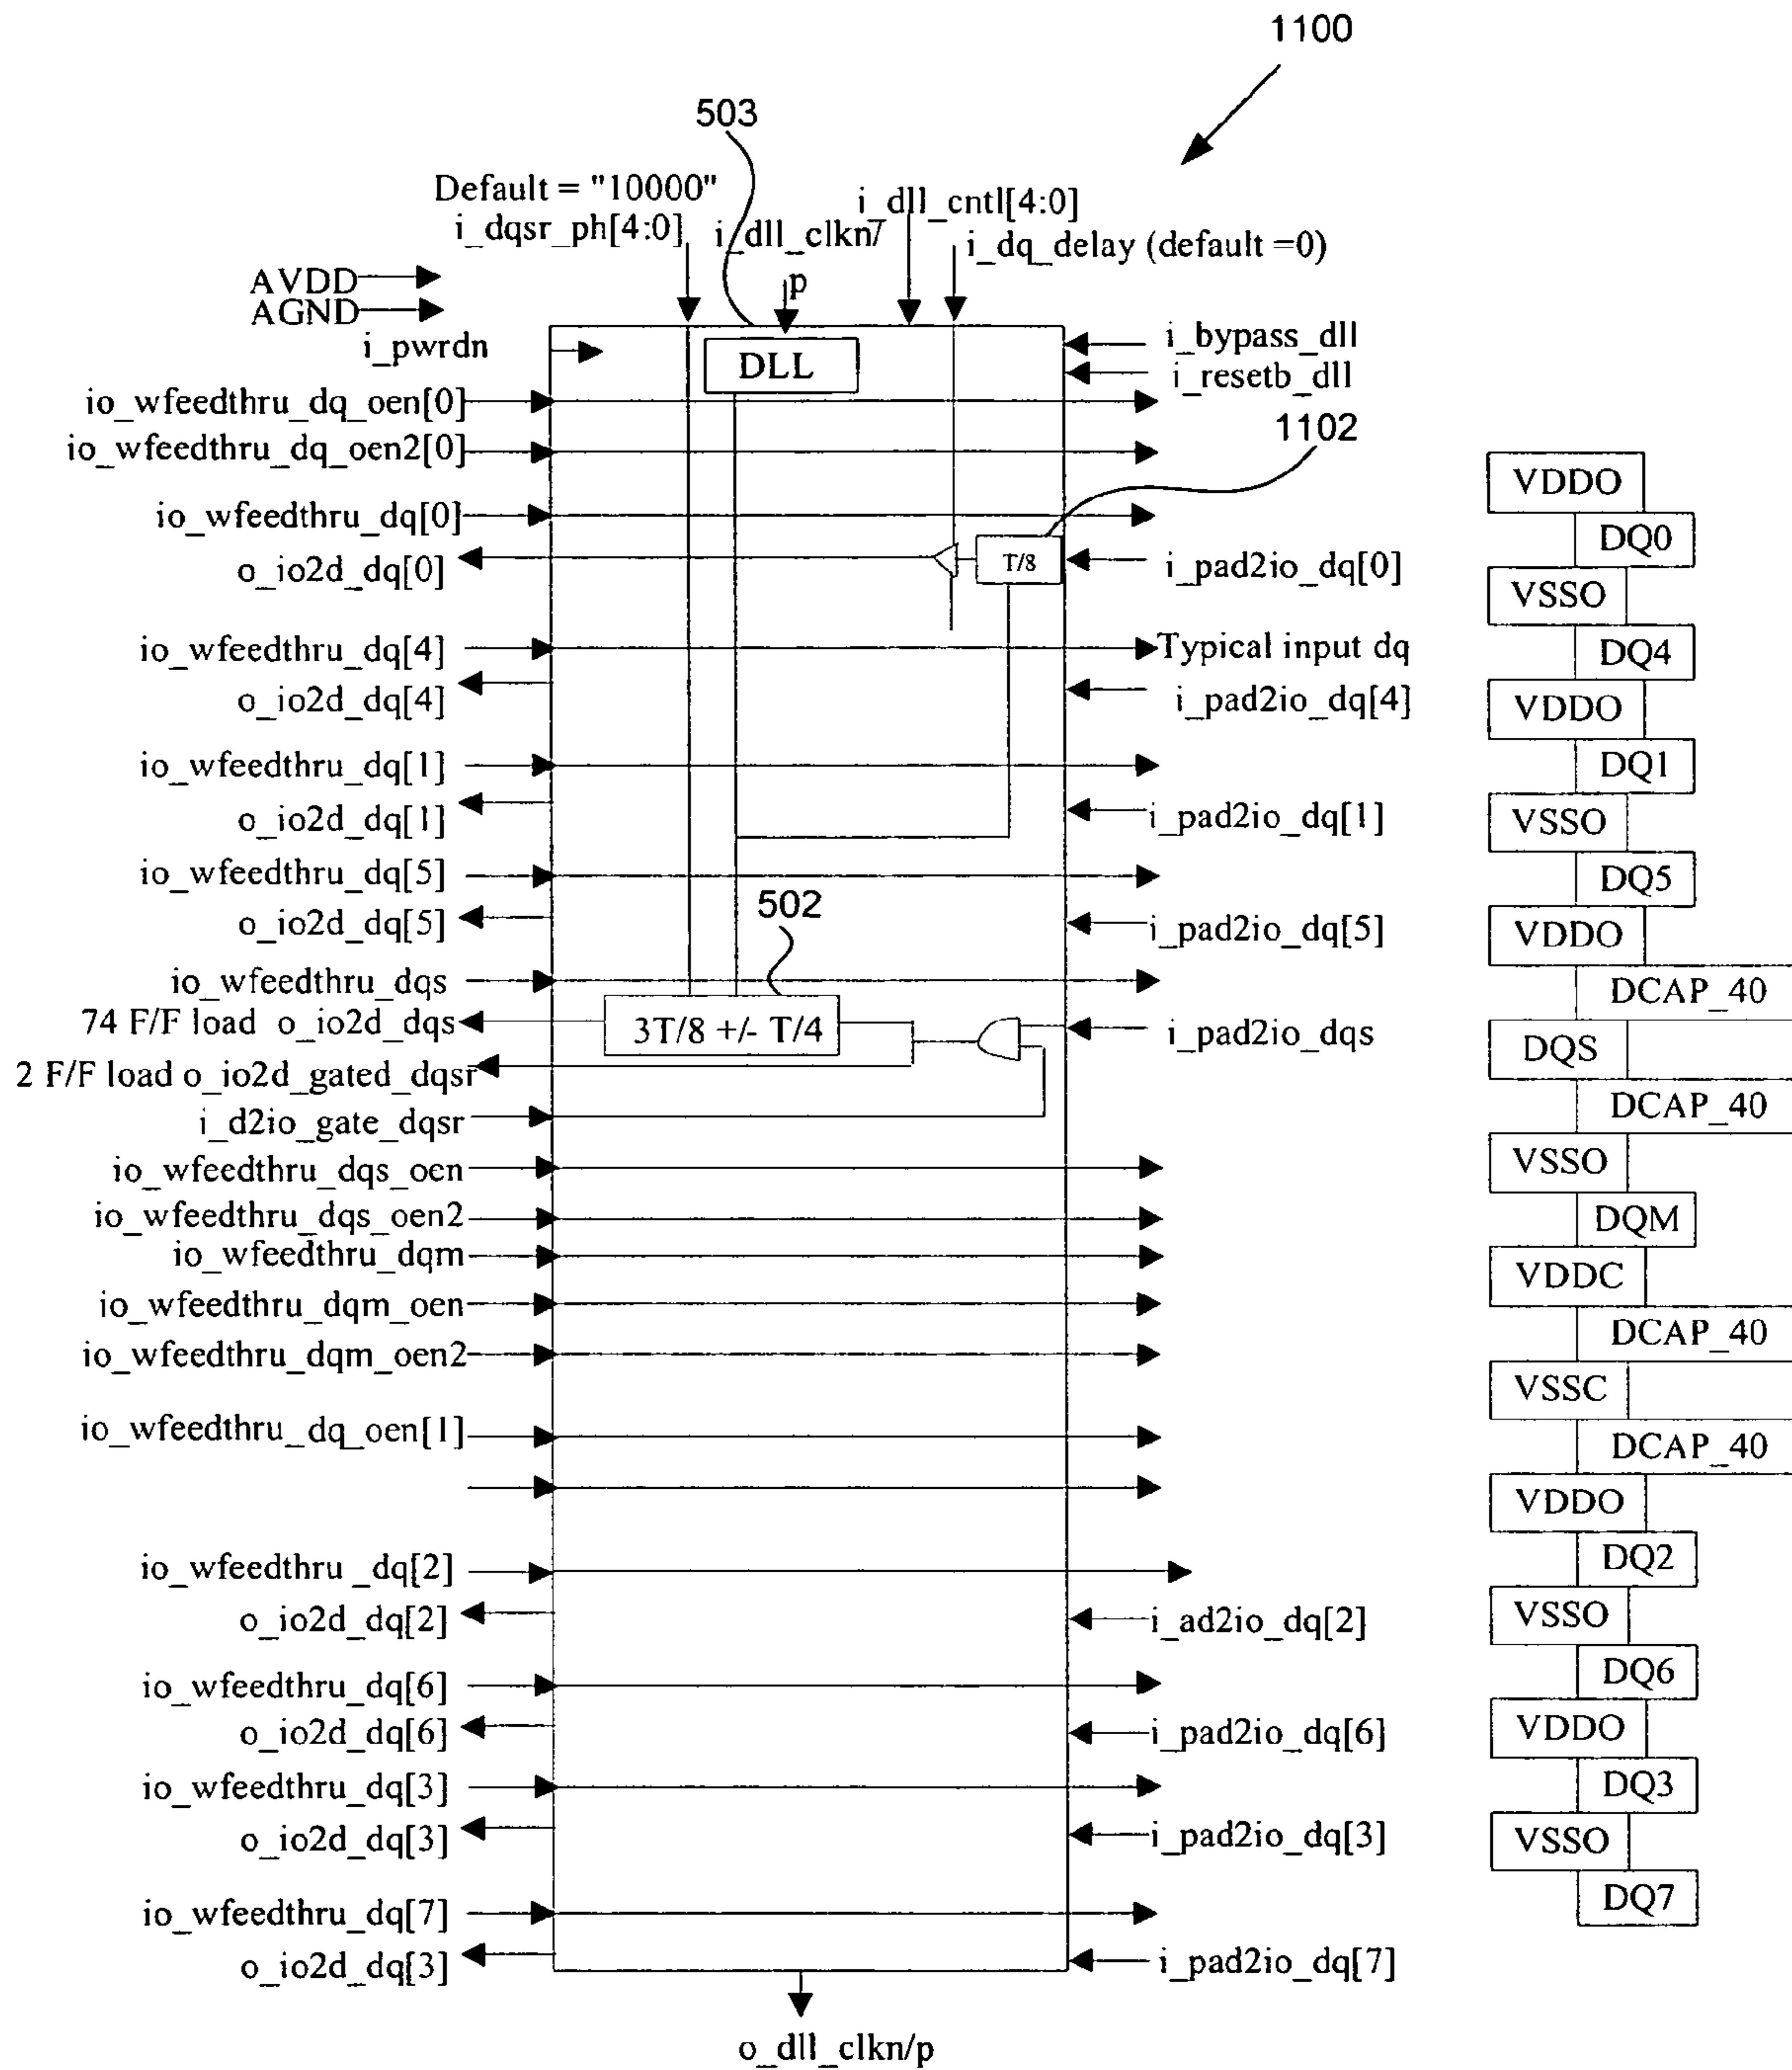 1100
503
Default = "10000"
i_dqsr_ph[4:0]
i_dll_clkn/
p
i_dll_cntl[4:0]
i_dq_delay (default =0)
AVDD
AGND
i_pwrdn
DLL
i_bypass_dll
i_resetb_dll
io_wfeedthru_dq_oen[0]
1102
io_wfeedthru_dq_oen2[0]
VDDO
io_wfeedthru_dq[0]
DQ0
o_io2d_dq[0]
T/8
i_pad2io_dq[0]
VSSO
io_wfeedthru_dq[4]
Typical input dq
DQ4
o_io2d_dq[4]
i_pad2io_dq[4]
VDDO
io_wfeedthru_dq[1]
DQ1
o_io2d_dq[1]
i_pad2io_dq[1]
VSSO
io_wfeedthru_dq[5]
DQ5
502
o_io2d_dq[5]
i_pad2io_dq[5]
VDDO
io_wfeedthru_dqs
DCAP_40
74 F/F load o_io2d_dqs
3T/8 +/- T/4
i_pad2io_dqs
DQS
2 F/F load o_io2d_gated_dqsr
i_d2io_gate_dqsr
DCAP_40
io_wfeedthru_dqs_oen
VSSO
io_wfeedthru_dqs_oen2
DQM
io_wfeedthru_dqm
VDDC
io_wfeedthru_dqm_oen
DCAP_40
io_wfeedthru_dqm_oen2
VSSC
io_wfeedthru_dq_oen[1]
DCAP_40
VDDO
io_wfeedthru _dq[2]
DQ2
o_io2d_dq[2]
i_ad2io_dq[2]
VSSO
io_wfeedthru_dq[6]
DQ6
o_io2d_dq[6]
i_pad2io_dq[6]
VDDO
io_wfeedthru_dq[3]
DQ3
o_io2d_dq[3]
i_pad2io_dq[3]
VSSO
io_wfeedthru_dq[7]
DQ7
o_io2d_dq[3]
i_pad2io_dq[7]
o_dll_clkn/p